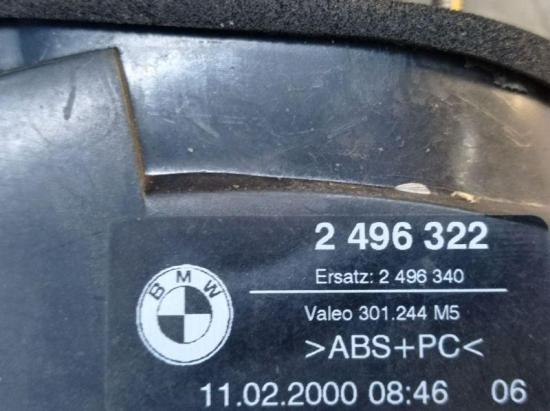 2 496 322
Ersatz: 2 496 340
BMW
Valeo 301.244 M5
>ABS+PC<
11.02.2000 08:46 06